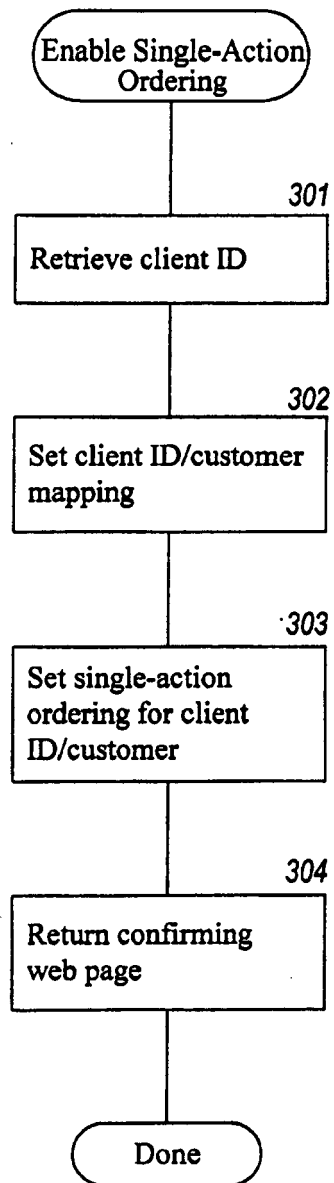 Enable Single-Action
Ordering
301
Retrieve client ID
302
Set client ID/customer
mapping
303
Set single-action
ordering for client
ID/customer
304
Return confirming
web page
Done